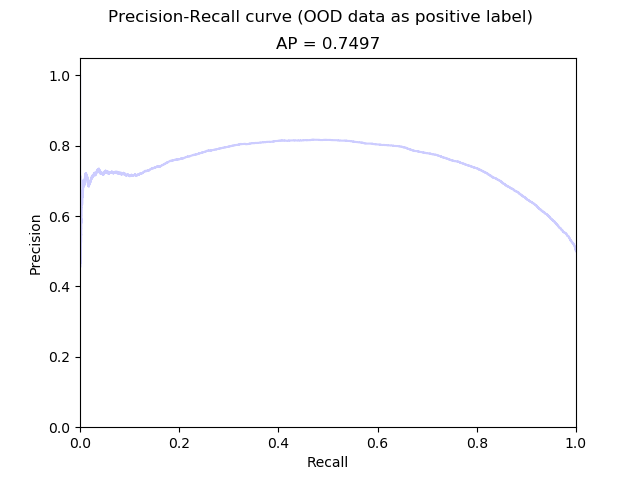 Precision-Recall curve (OOD data as positive label)
AP = 0.7497
1.0
0.8
0.6
0.4
0.2
0.0
Precision
0.0 0.2 0.4 0.6 0.8 1.0
Recall